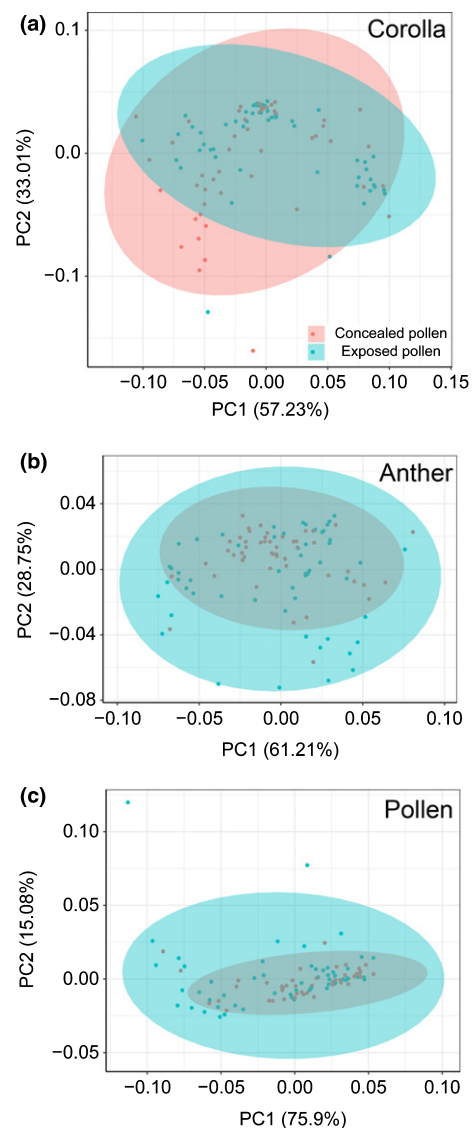 (a)
Corolla
0.1
0.0
−0.1
PC2 (33.01%)
Concealed pollen
Exposed pollen
−0.10 −0.05 0.00 0.05 0.10 0.15
PC1 (57.23%)
(b)
Anther
0.04
0.00
−0.04
−0.08
PC2 (28.75%)
−0.10 −0.05 0.00 0.05 0.10
PC1 (61.21%)
(c)
Pollen
0.10
0.05
0.00
−0.05
PC2 (15.08%)
−0.10 −0.05 0.00 0.05 0.10
PC1 (75.9%)